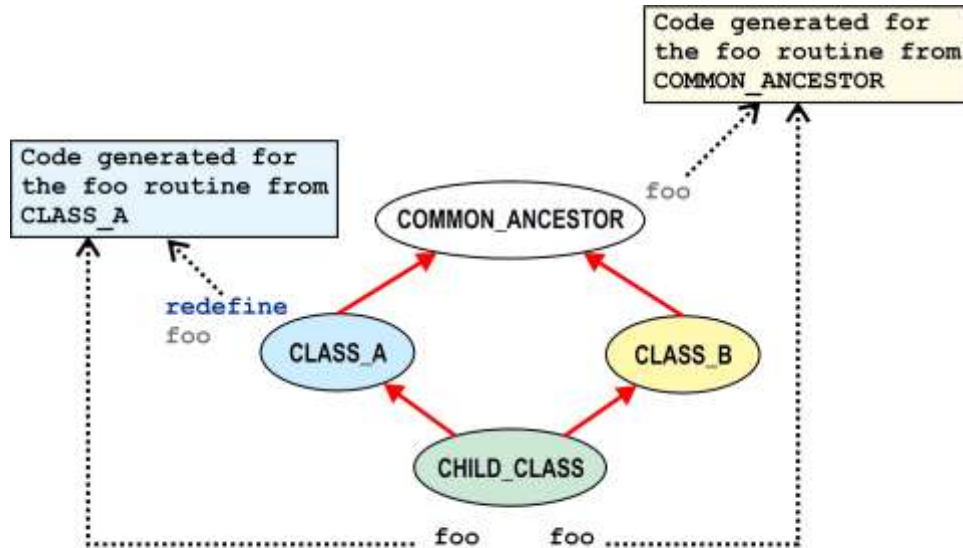 Code generated for
the foo routine from
COMMON_ANCESTOR
Code generated for
the foo routine from
CLASS_A
foo
COMMON_ANCESTOR
redefine
foo
CLASS_A
CLASS_B
CHILD_CLASS
foo foo